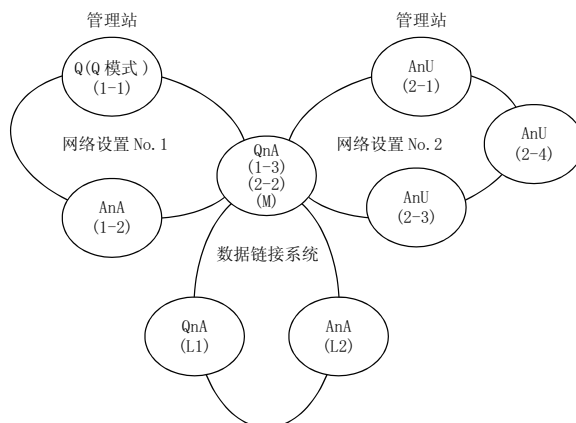 管理站
管理站
Q(Q 模式)
(1-1)
AnU
(2-1)
网络设置 No.1
网络设置 No.2
AnU
(2-4)
QnA
(1-3)
(2-2)
(M)
AnA
(1-2)
AnU
(2-3)
数据链接系统
QnA
(L1)
AnA
(L2)